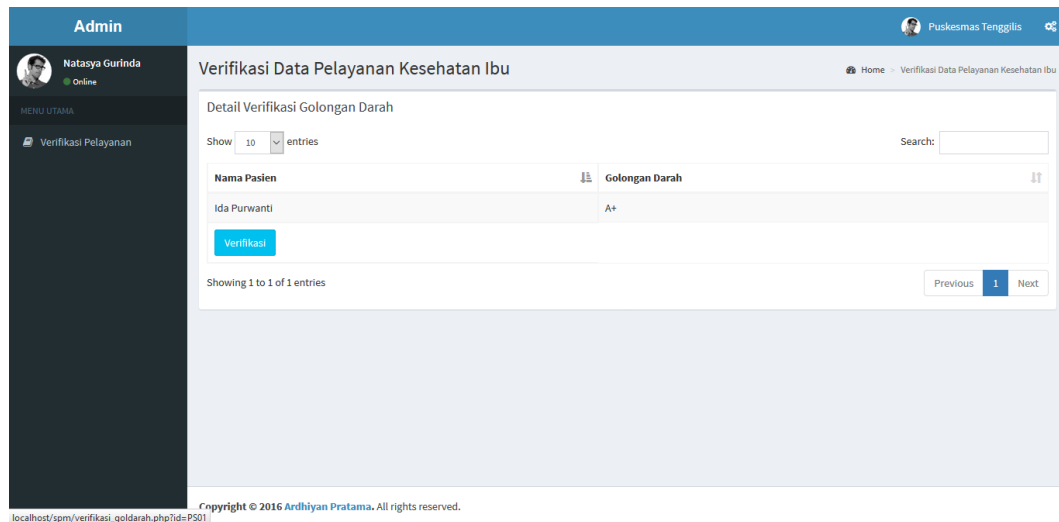 Admin
Puskesmas Tenggilis
Natasya Gurinda
Online
MENU UTAMA
Verifikasi Pelayanan
Verifikasi Data Pelayanan Kesehatan Ibu
Home > Verifikasi Data Pelayanan Kesehatan Ibu
Detail Verifikasi Golongan Darah
Show 10 entries
Search:
Nama Pasien Golongan Darah
Ida Purwanti A+
Verifikasi
Showing 1 to 1 of 1 entries
Previous 1 Next
Copyright © 2016 Ardhiyan Pratama. All rights reserved.
localhost/spm/verifikasi_goldarah.php?id=PS01